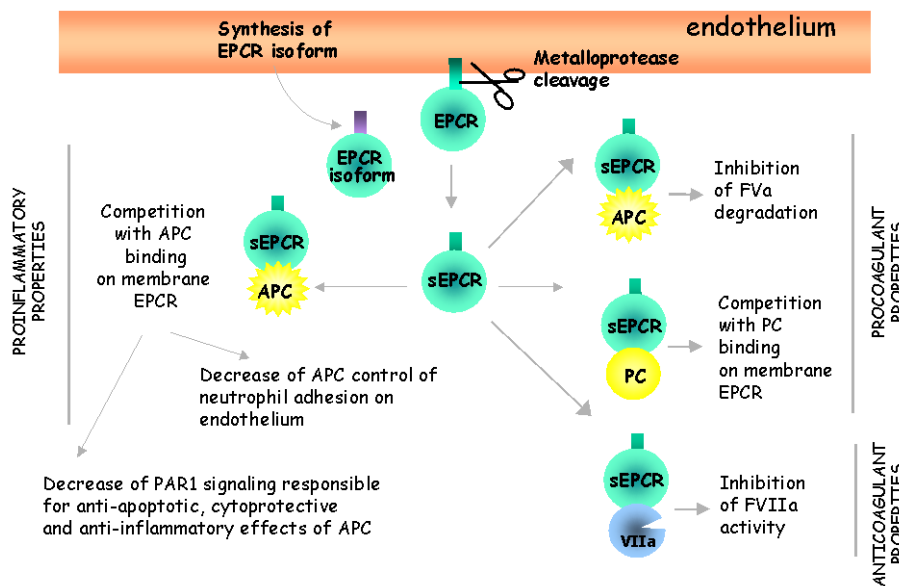 endothelium
Synthesis of
EPCR isoform
Metalloprotease
cleavage
EPCR
EPCR
isoform
sEPCR
APC
Inhibition
of FVa
degradation
PROINFLAMMATORY
PROPERTIES
Competition
with APC
binding
on membrane
EPCR
sEPCR
APC
sEPCR
sEPCR
PC
Competition
with PC
binding
on membrane
EPCR
PROCOAGULANT
PROPERTIES
Decrease of APC control of
neutrophil adhesion on
endothelium
Decrease of PAR1 signaling responsible
for anti-apoptotic, cytoprotective
and anti-inflammatory effects of APC
sEPCR
VIIa
Inhibition
of FVIIa
activity
ANTICOAGULANT
PROPERTIES